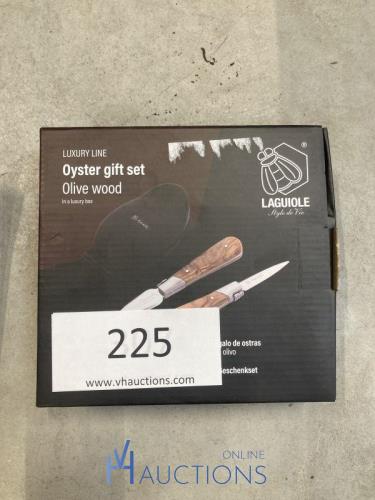 LUXURY LINE
Oyster gift set
Olive wood
in a luxury box
®
LAGUIOLE
Style de Vie
225
www.vhauctions.com
galo de ostras
olivo
Geschenkset
VH
ONLINE
AUCTIONS